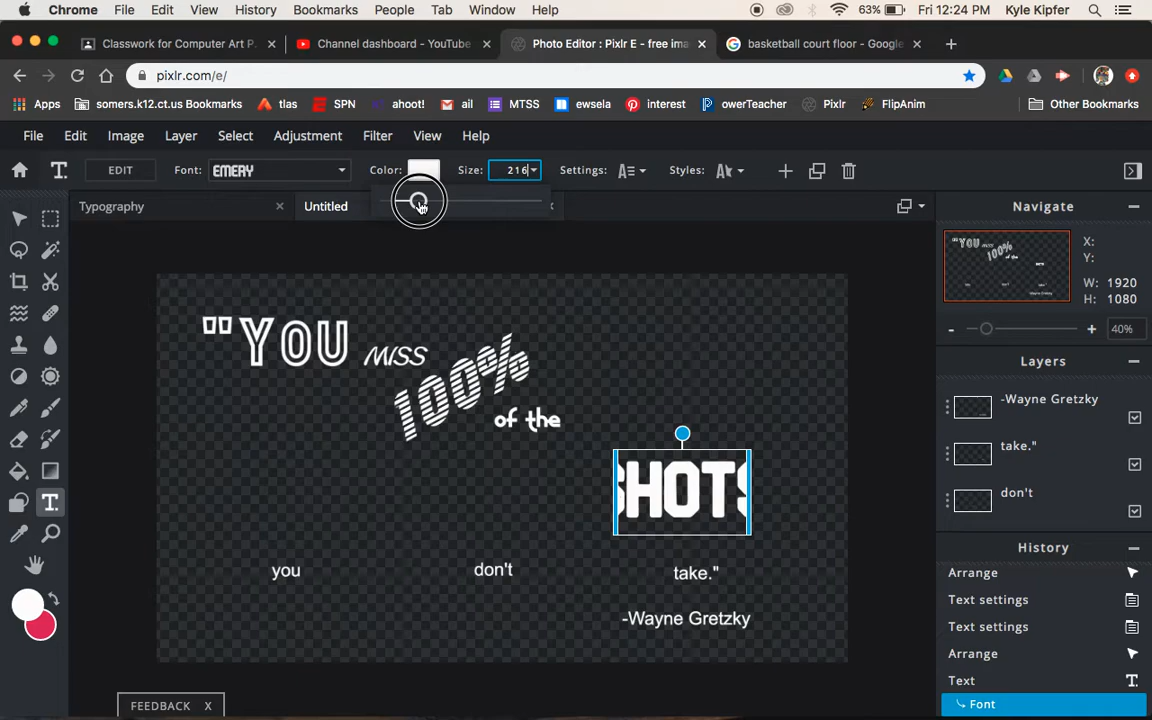 Chrome File Edit View History Bookmarks People Tab Window Help 63% Fri 12:24 PM Kyle Kipfer
Classwork for Computer Art P Channel dashboard - YouTube Photo Editor : Pixlr E - free ima basketball court floor - Google
pixlr.com/e/
Apps somers.k12.ct.us Bookmarks tlas SPN ahoot! ail MTSS ewsela interest owerTeacher Pixlr FlipAnim Other Bookmarks
File Edit Image Layer Select Adjustment Filter View Help
T EDIT Font: EMERY Color: Size: 216 Settings: Styles:
Typography Untitled Navigate
X:
Y:
W: 1920
H: 1080
40%
"YOU MISS
100%
of the
SHOTS
you don't take."
-Wayne Gretzky
Layers
-Wayne Gretzky
take."
don't
History
Arrange
Text settings
Text settings
Arrange
Text
Font
FEEDBACK X